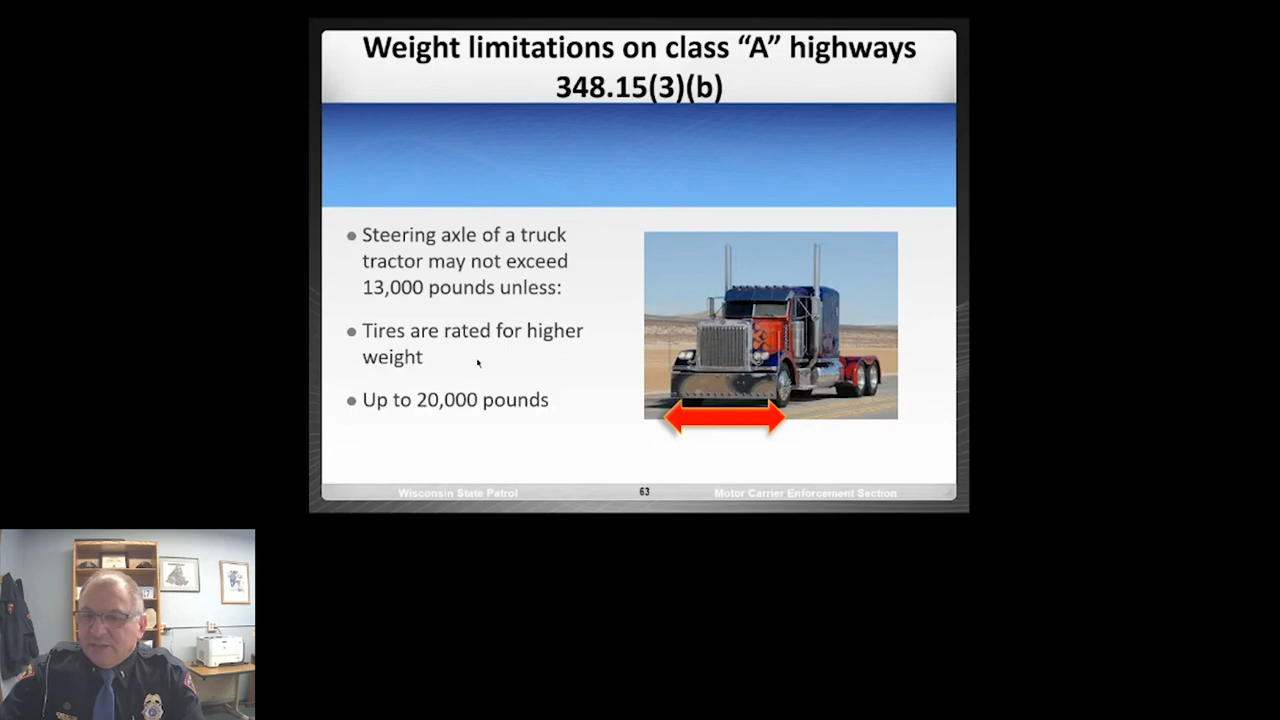 Weight limitations on class “A” highways
348.15(3)(b)
Steering axle of a truck
tractor may not exceed
13,000 pounds unless:
Tires are rated for higher
weight
Up to 20,000 pounds
Wisconsin State Patrol
63
Motor Carrier Enforcement Section